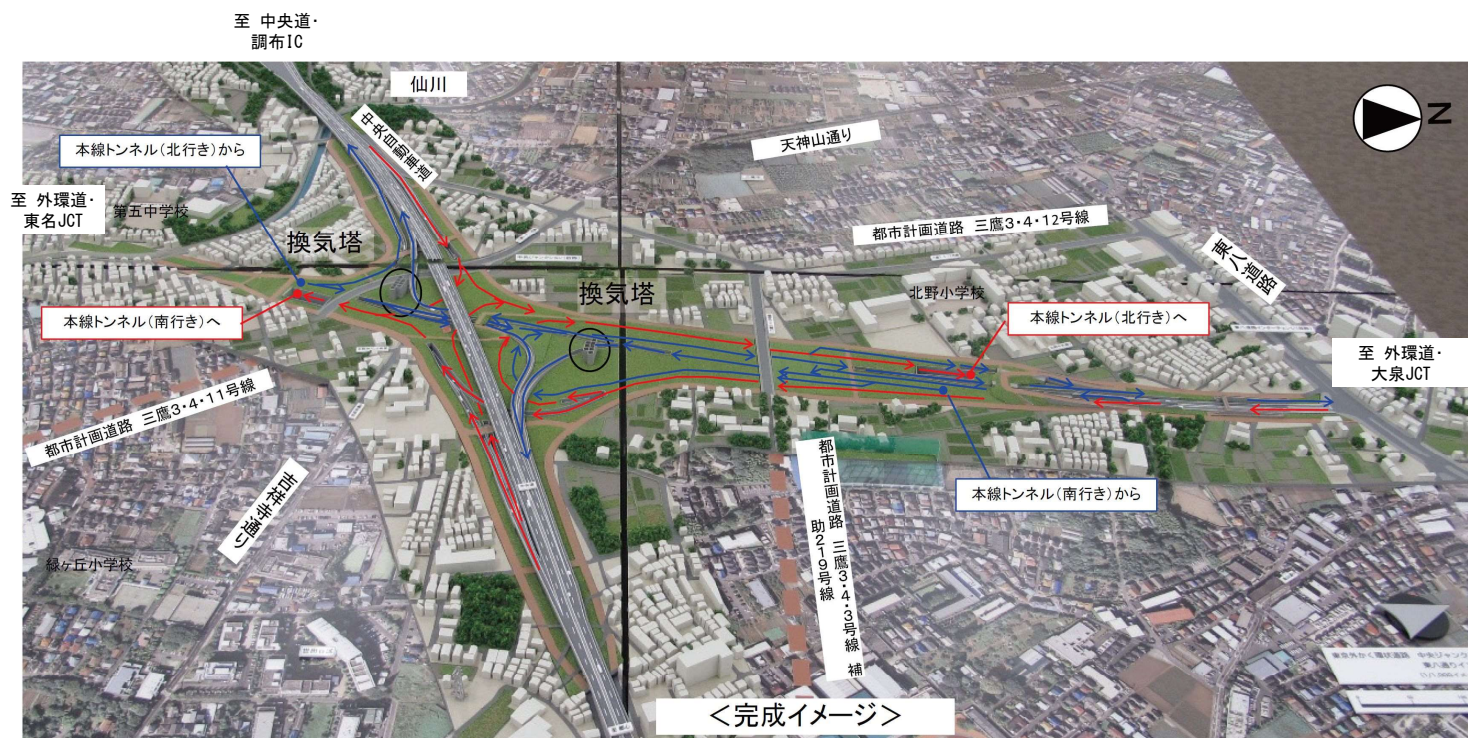 至 中央道・
調布IC
仙川
中央自動車道
天神山通り
本線トンネル（北行き）から
至 外環道・
東名JCT
第五中学校
換気塔
換気塔
都市計画道路 三鷹3・4・12号線
東八道路
北野小学校
本線トンネル（南行き）へ
本線トンネル（北行き）へ
至 外環道・
大泉JCT
都市計画道路 三鷹3・4・11号線
吉祥寺通り
緑ヶ丘小学校
本線トンネル（南行き）から
都市計画道路 三鷹3・4・3号線 補
助219号線
N
＜完成イメージ＞